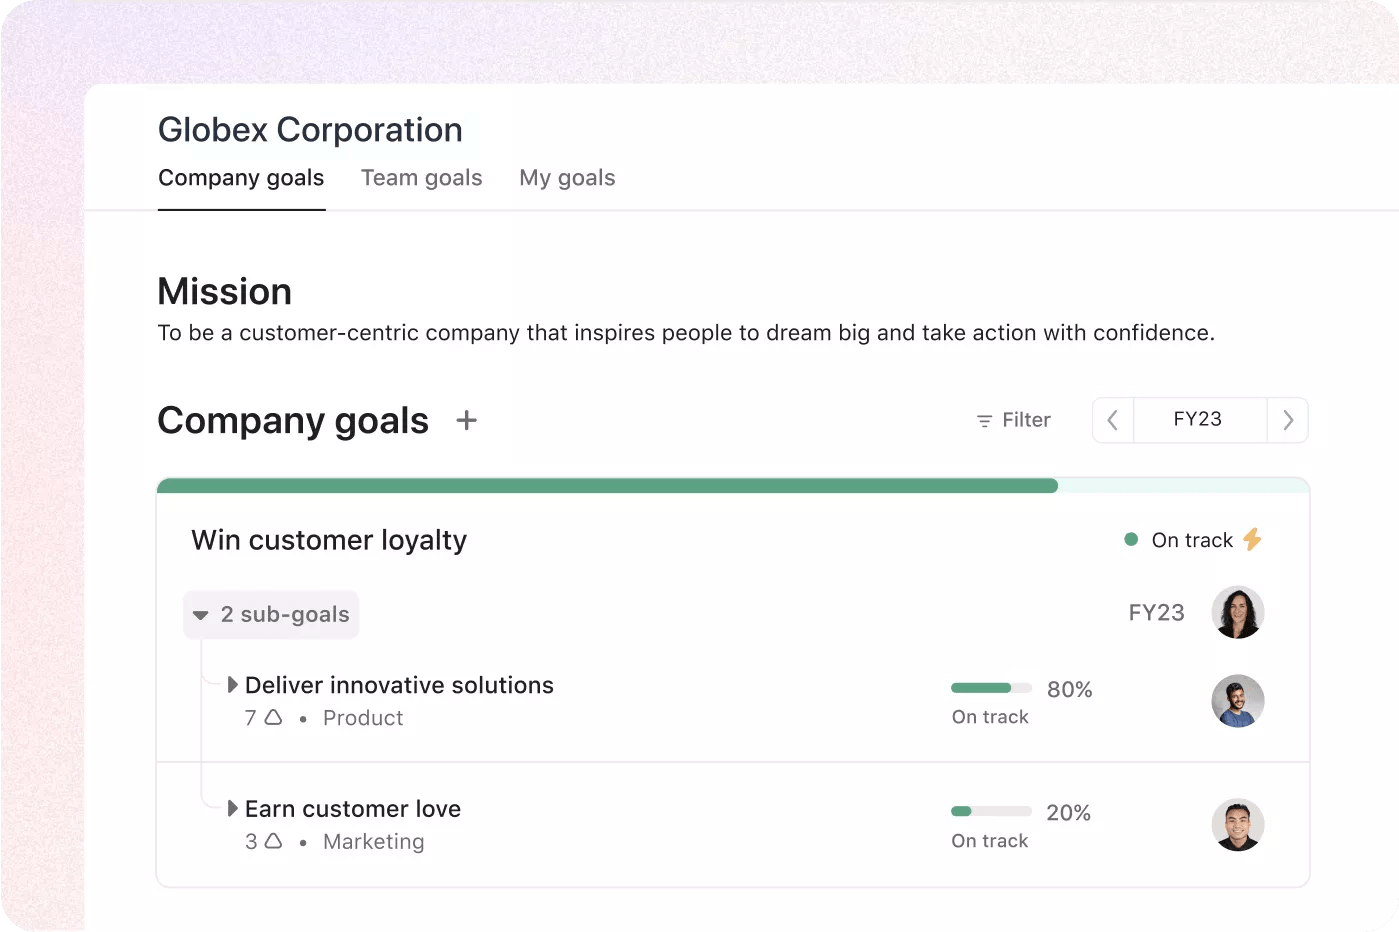 Globex Corporation
Company goals Team goals My goals
Mission
To be a customer-centric company that inspires people to dream big and take action with confidence.
Company goals +
Filter
FY23
Win customer loyalty
On track
2 sub-goals
FY23
Deliver innovative solutions
7 • Product
80%
On track
Earn customer love
3 • Marketing
20%
On track